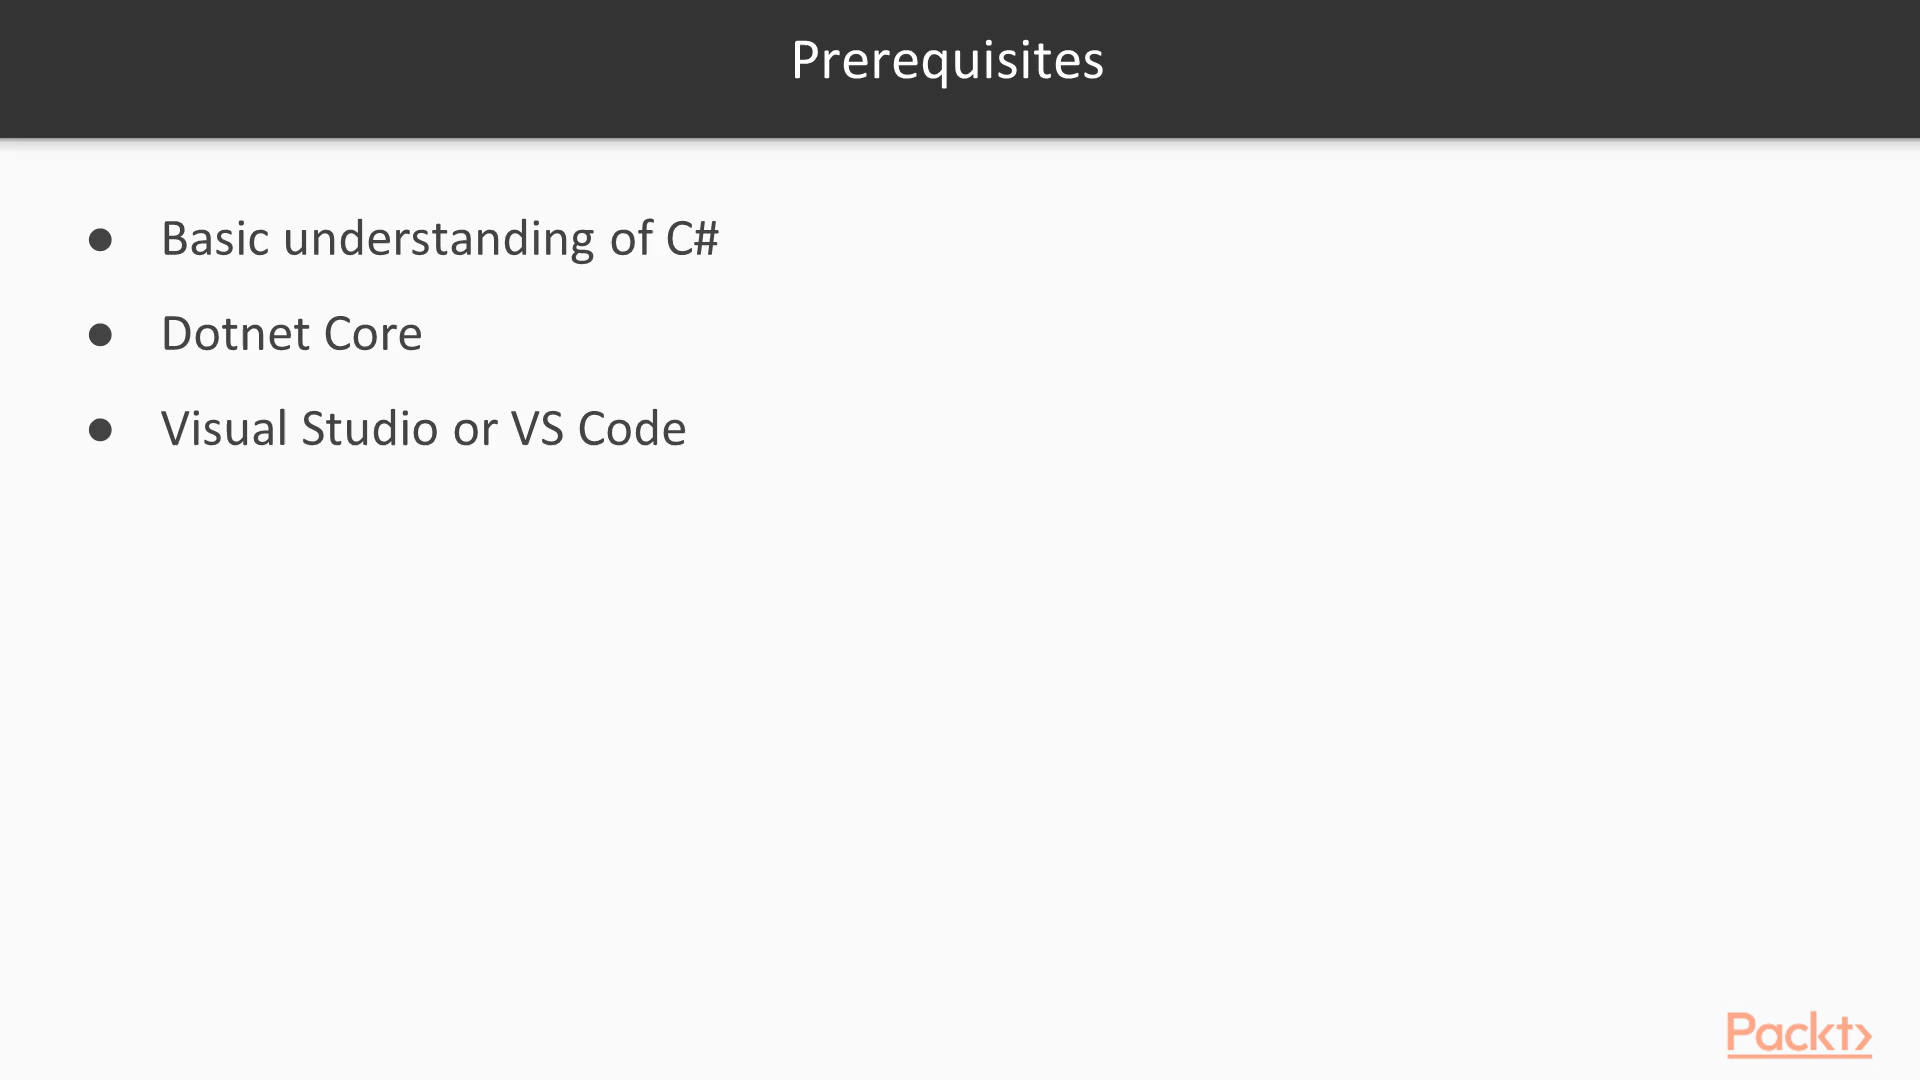 Prerequisites
● Basic understanding of C#
● Dotnet Core
● Visual Studio or VS Code
Packt>